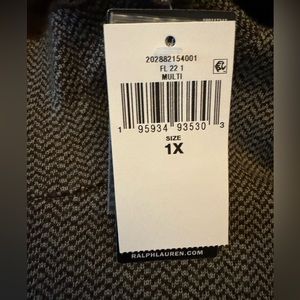 202882154001
FL 22 1
MULTI
1 95934 93530 3
SIZE
1X
RALPHLAUREN.COM